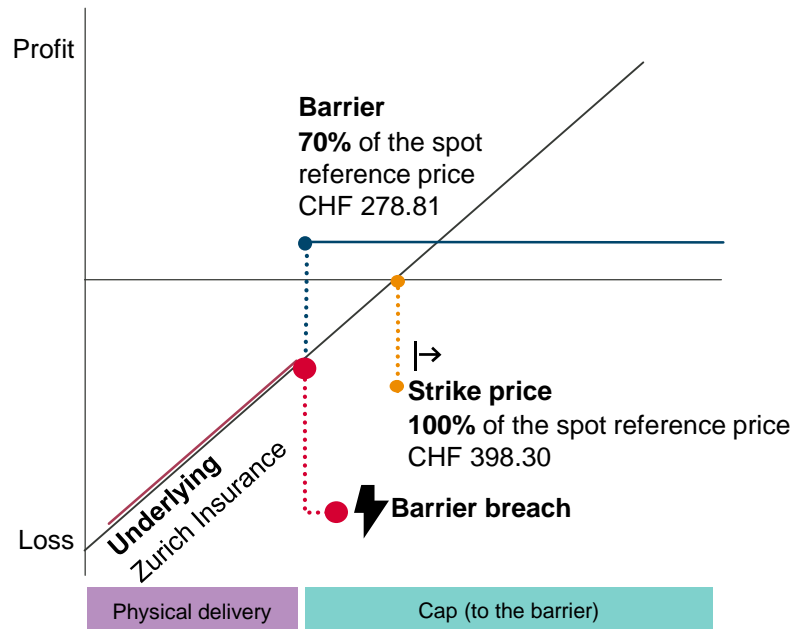 Profit
Barrier
70% of the spot
reference price
CHF 278.81
Strike price
100% of the spot reference price
CHF 398.30
Underlying
Zurich Insurance
Barrier breach
Loss
Physical delivery
Cap (to the barrier)